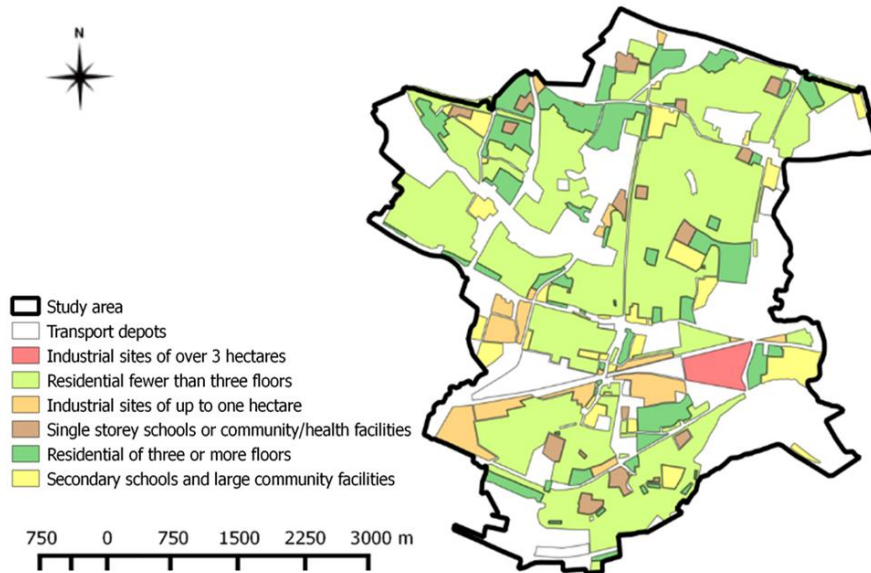 N
Study area
Transport depots
Industrial sites of over 3 hectares
Residential fewer than three floors
Industrial sites of up to one hectare
Single storey schools or community/health facilities
Residential of three or more floors
Secondary schools and large community facilities
750 0 750 1500 2250 3000 m